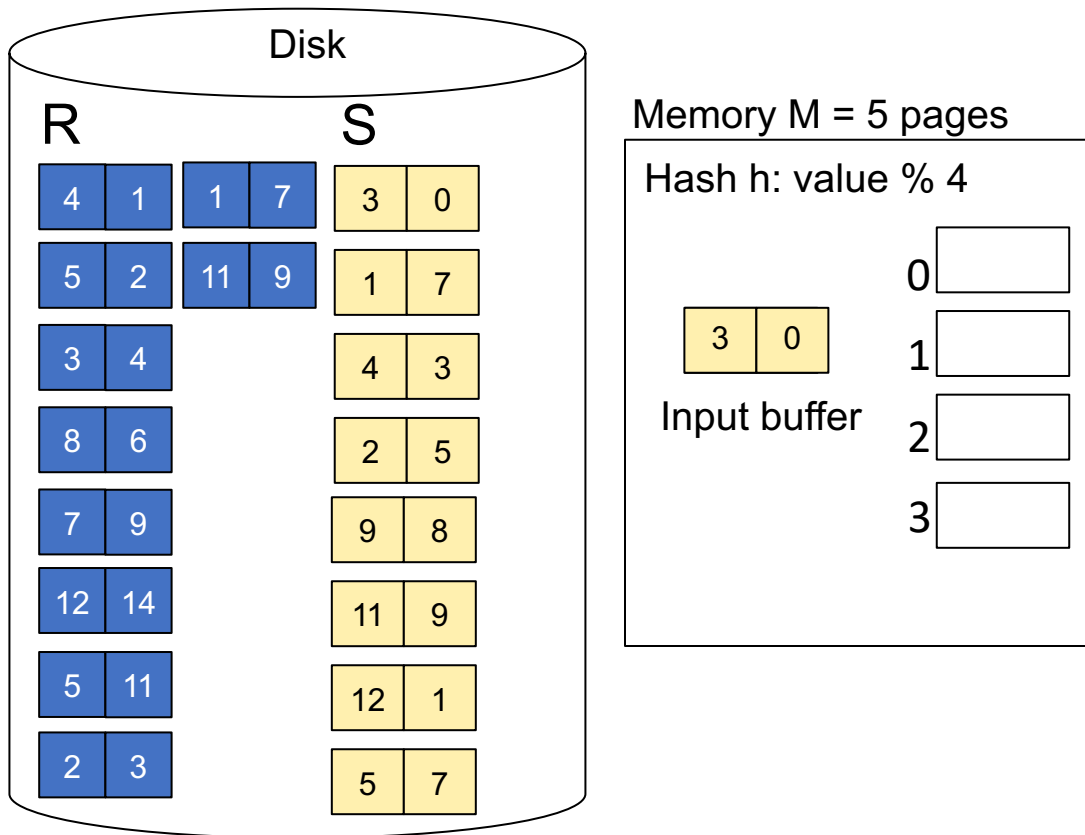 Disk
R S
4 1 1 7 3 0
5 2 11 9 1 7
3 4 4 3
8 6 2 5
7 9 9 8
12 14 11 9
5 11 12 1
2 3 5 7
Memory M = 5 pages
Hash h: value % 4
0
1
3 0
Input buffer
2
3